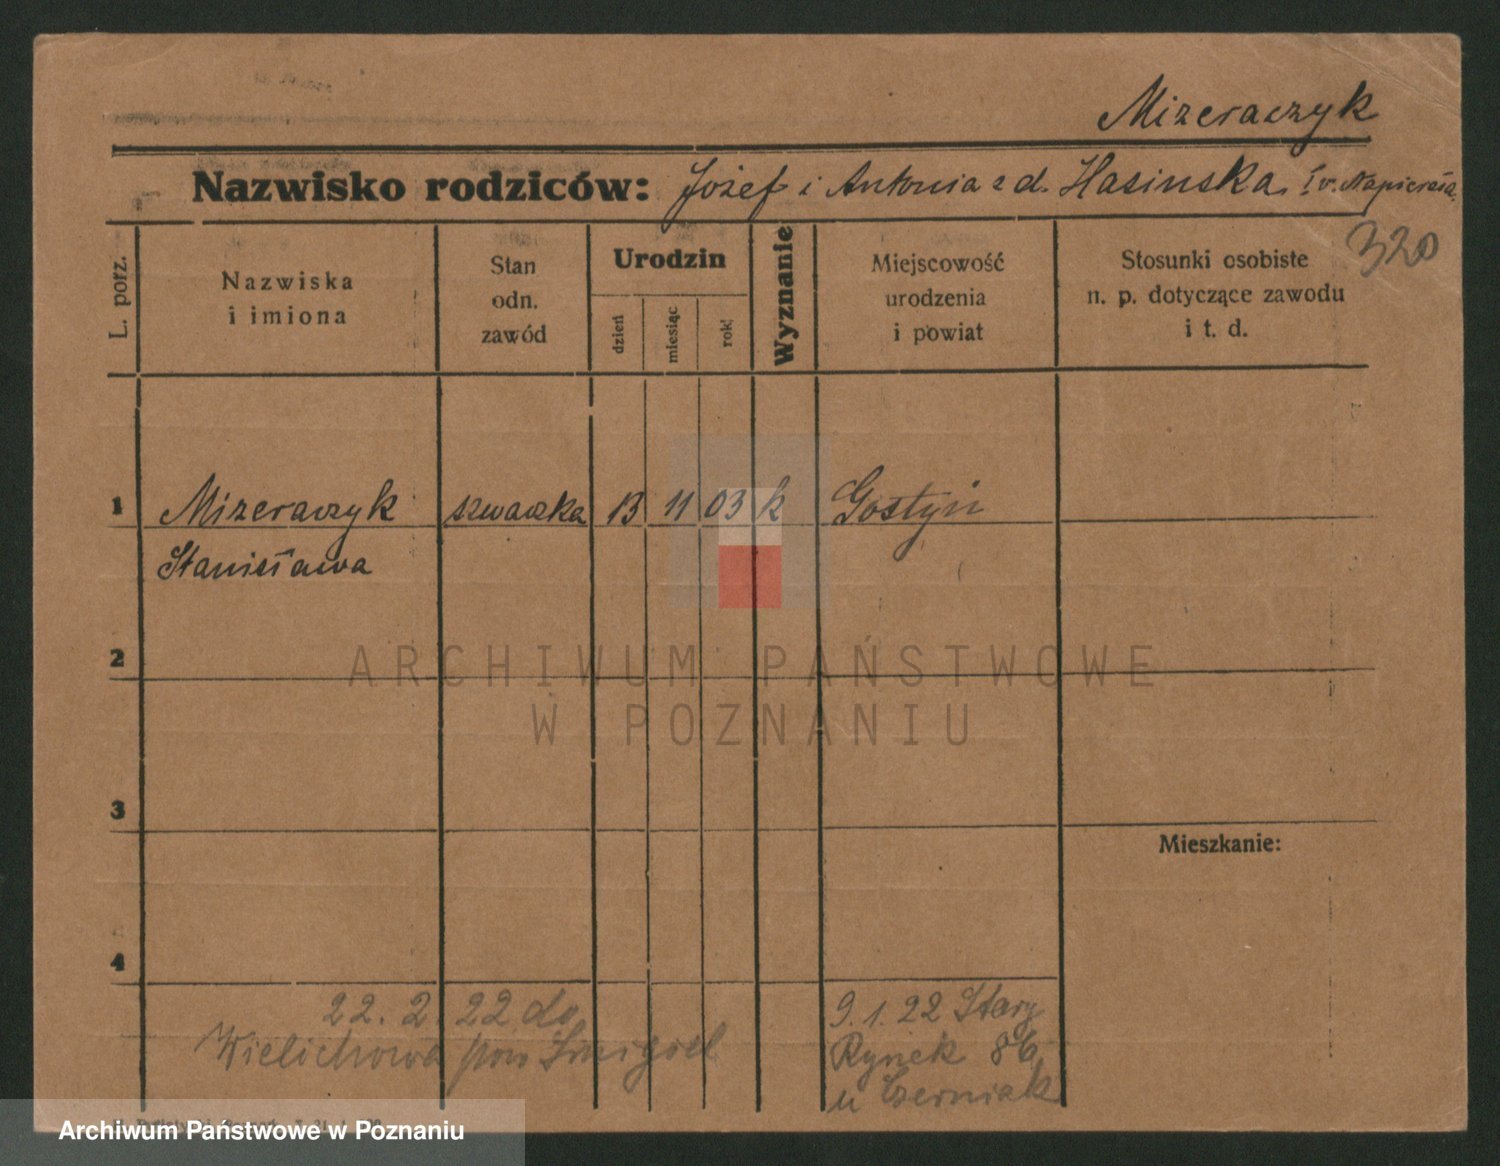 Mizeraczyk
Nazwisko rodziców: Józef i Antonia z d. Hasinska I v. Napierała
320
L. porz.
Nazwiska
i imiona
Stan
odn.
zawód
Urodzin
dzień
miesiąc
rok
Wyznanie
Miejscowość
urodzenia
i powiat
Stosunki osobiste
n. p. dotyczące zawodu
i t. d.
1 Mizeraczyk szwaczka 13 11 03 k Gostyń
Stanisława
2
ARCHIWUM PAŃSTWOWE
W POZNANIU
3
Mieszkanie:
4
22. 2. 22 do
Wielichowa pow Śmigiel
9. 1. 22 Stary
Rynek 86
u Czerniak
Archiwum Państwowe w Poznaniu